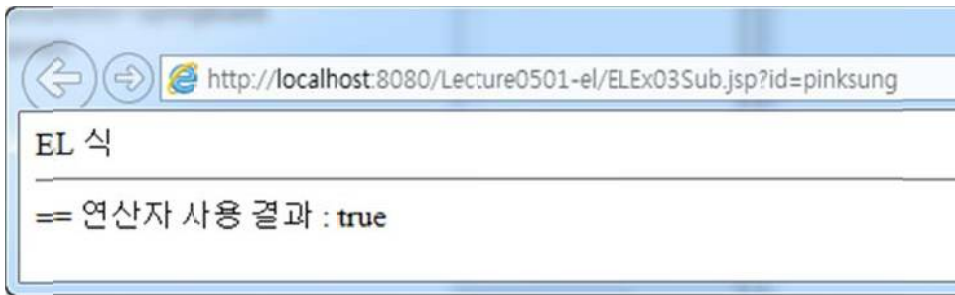 http://localhost:8080/Lecture0501-el/ELEx03Sub.jsp?id=pinksung
EL 식
== 연산자 사용 결과 : true